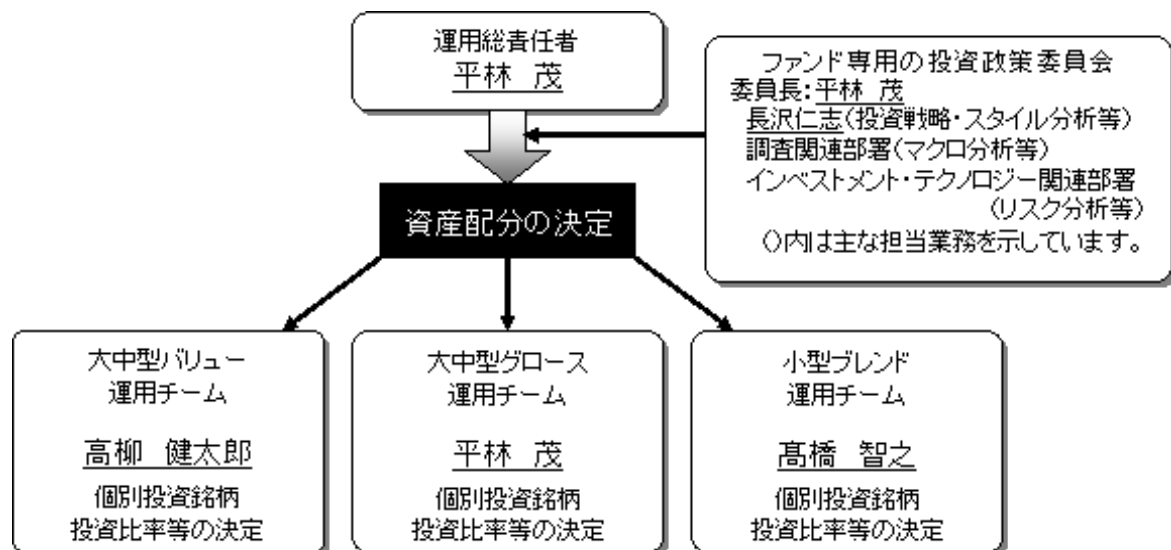 運用総責任者
平林 茂
ファンド専用の投資政策委員会
委員長:平林 茂
長沢仁志(投資戦略・スタイル分析等)
調査関連部署(マクロ分析等)
インベストメント・テクノロジー関連部署
(リスク分析等)
()内は主な担当業務を示しています。
資産配分の決定
大中型バリュー
運用チーム
高柳 健太郎
個別投資銘柄
投資比率等の決定
大中型グロース
運用チーム
平林 茂
個別投資銘柄
投資比率等の決定
小型ブレンド
運用チーム
髙橋 智之
個別投資銘柄
投資比率等の決定